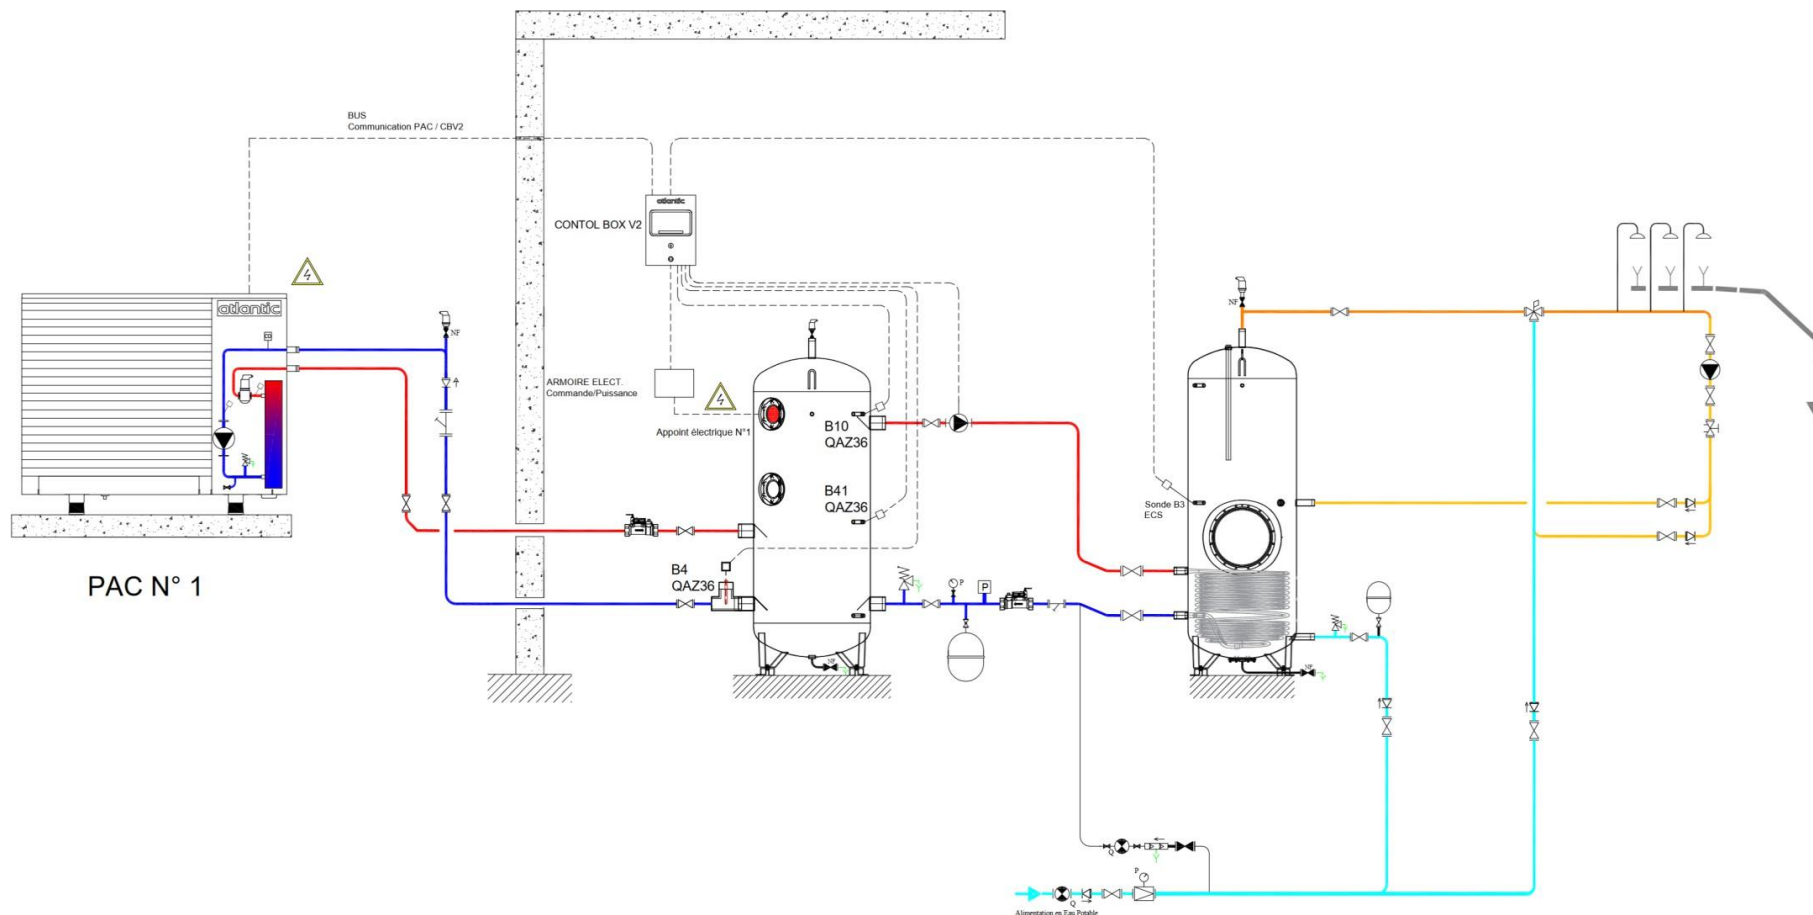 BUS
Communication PAC / CBV2
atlantic
CONTOL BOX V2
atlantic
NF
NF
ARMOIRE ELECT.
Commande/Puissance
Appoint électrique N°1
B10
QAZ36
B41
QAZ36
Sonde B3
ECS
B4
QAZ36
PAC N° 1
P
P
NF
NF
Q
P
Q
Alimentation en Eau Potable